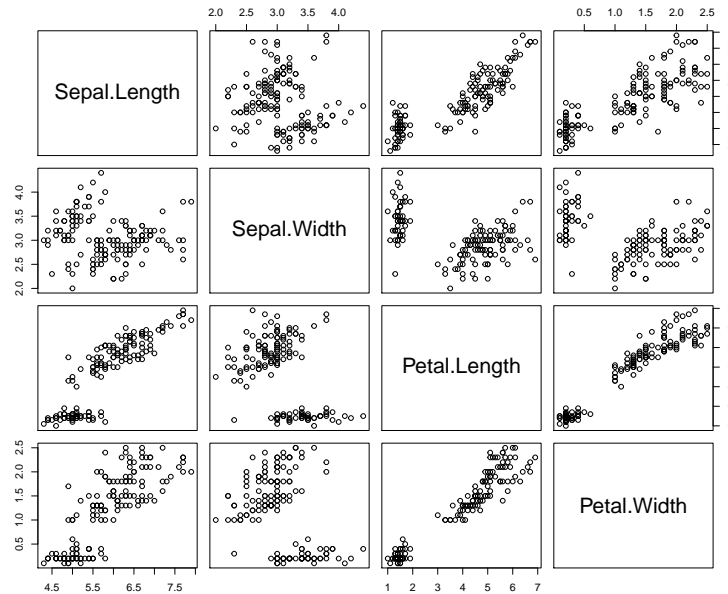 2.0 2.5 3.0 3.5 4.0
0.5 1.0 1.5 2.0 2.5
Sepal.Length
2.0 2.5 3.0 3.5 4.0
Sepal.Width
Petal.Length
0.5 1.0 1.5 2.0 2.5
Petal.Width
4.5 5.5 6.5 7.5
1 2 3 4 5 6 7